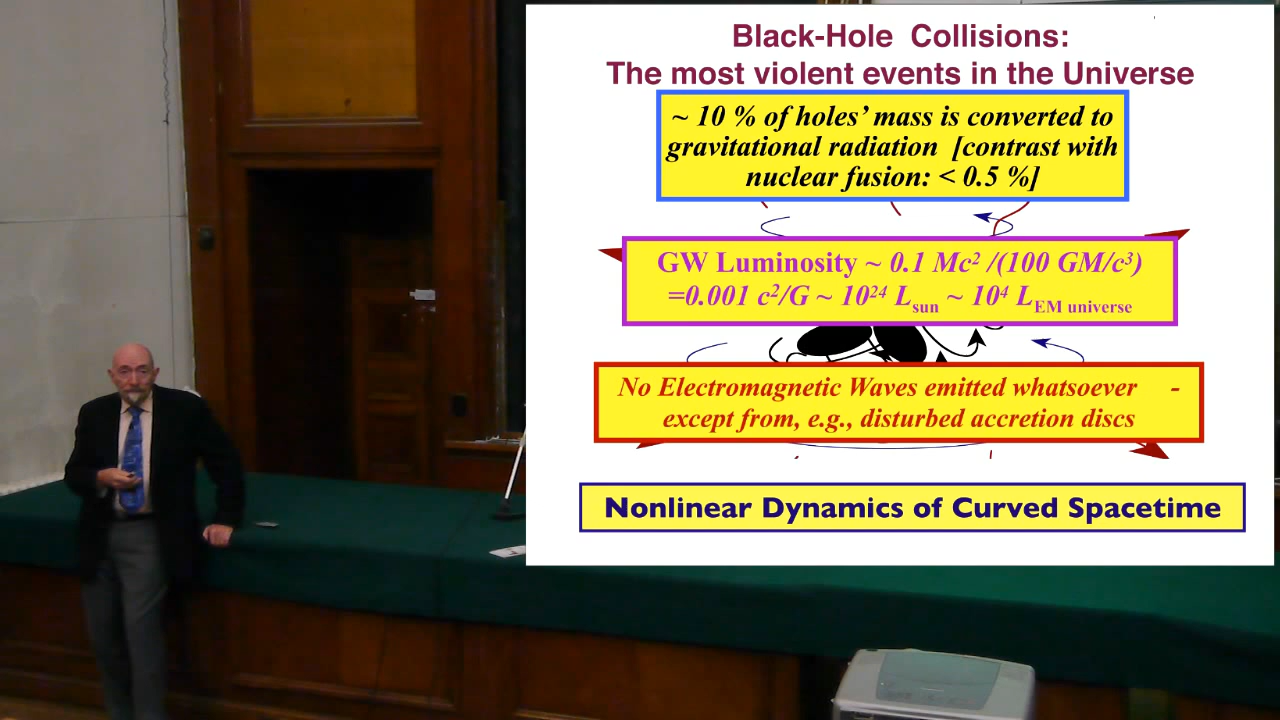 Black-Hole Collisions:
The most violent events in the Universe
~ 10 % of holes’ mass is converted to
gravitational radiation [contrast with
nuclear fusion: < 0.5 %]
GW Luminosity ~ 0.1 Mc² /(100 GM/c³)
=0.001 c²/G ~ 10²⁴ L_sun ~ 10⁴ L_EM universe
No Electromagnetic Waves emitted whatsoever -
except from, e.g., disturbed accretion discs
Nonlinear Dynamics of Curved Spacetime